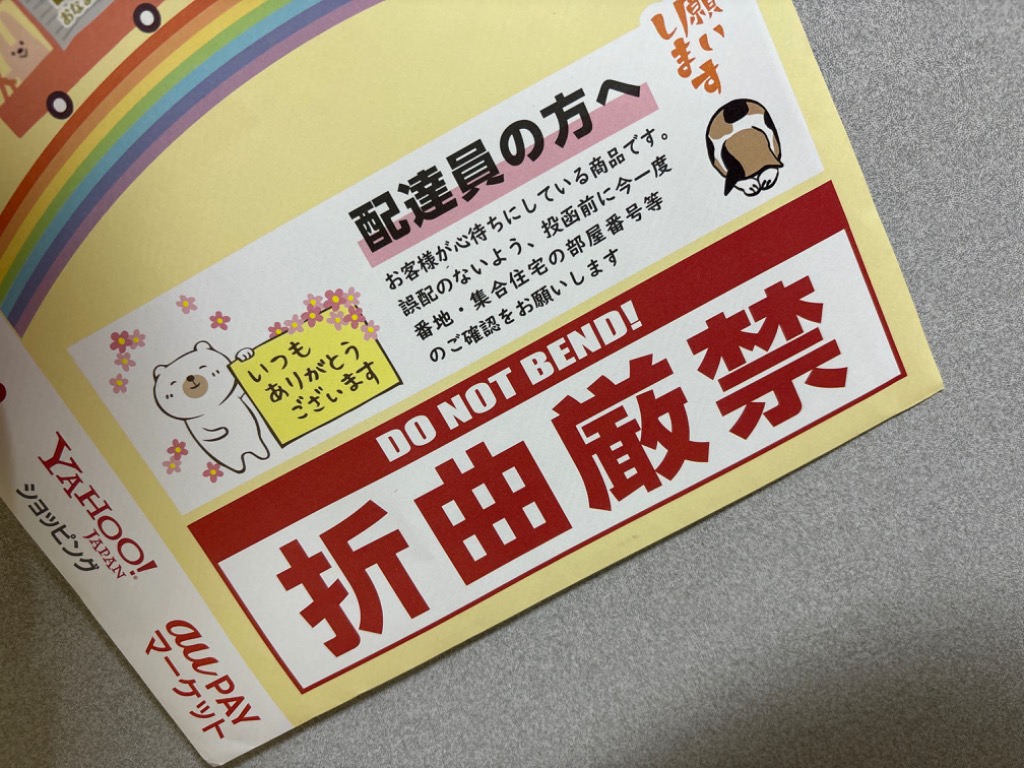 願いします
配達員の方へ
お客様が心待ちにしている商品です。
誤配のないよう、投函前に今一度
番地・集合住宅の部屋番号等
のご確認をお願いします
いつも
ありがとう
ございます
DO NOT BEND!
折曲厳禁
YAHOO!
JAPAN
ショッピング
au PAY
マーケット